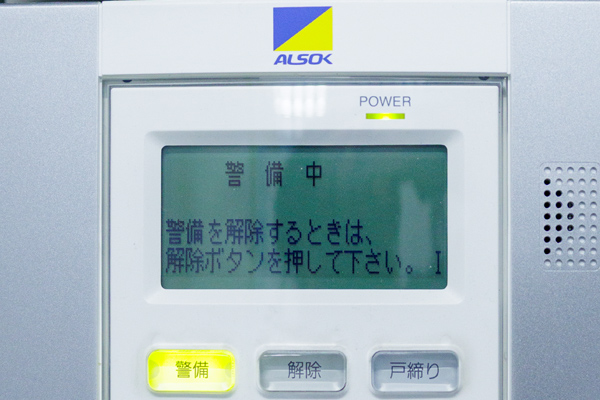 ALSOK
POWER
警備中
警備を解除するときは、
解除ボタンを押して下さい。 I
警備
解除
戸締り